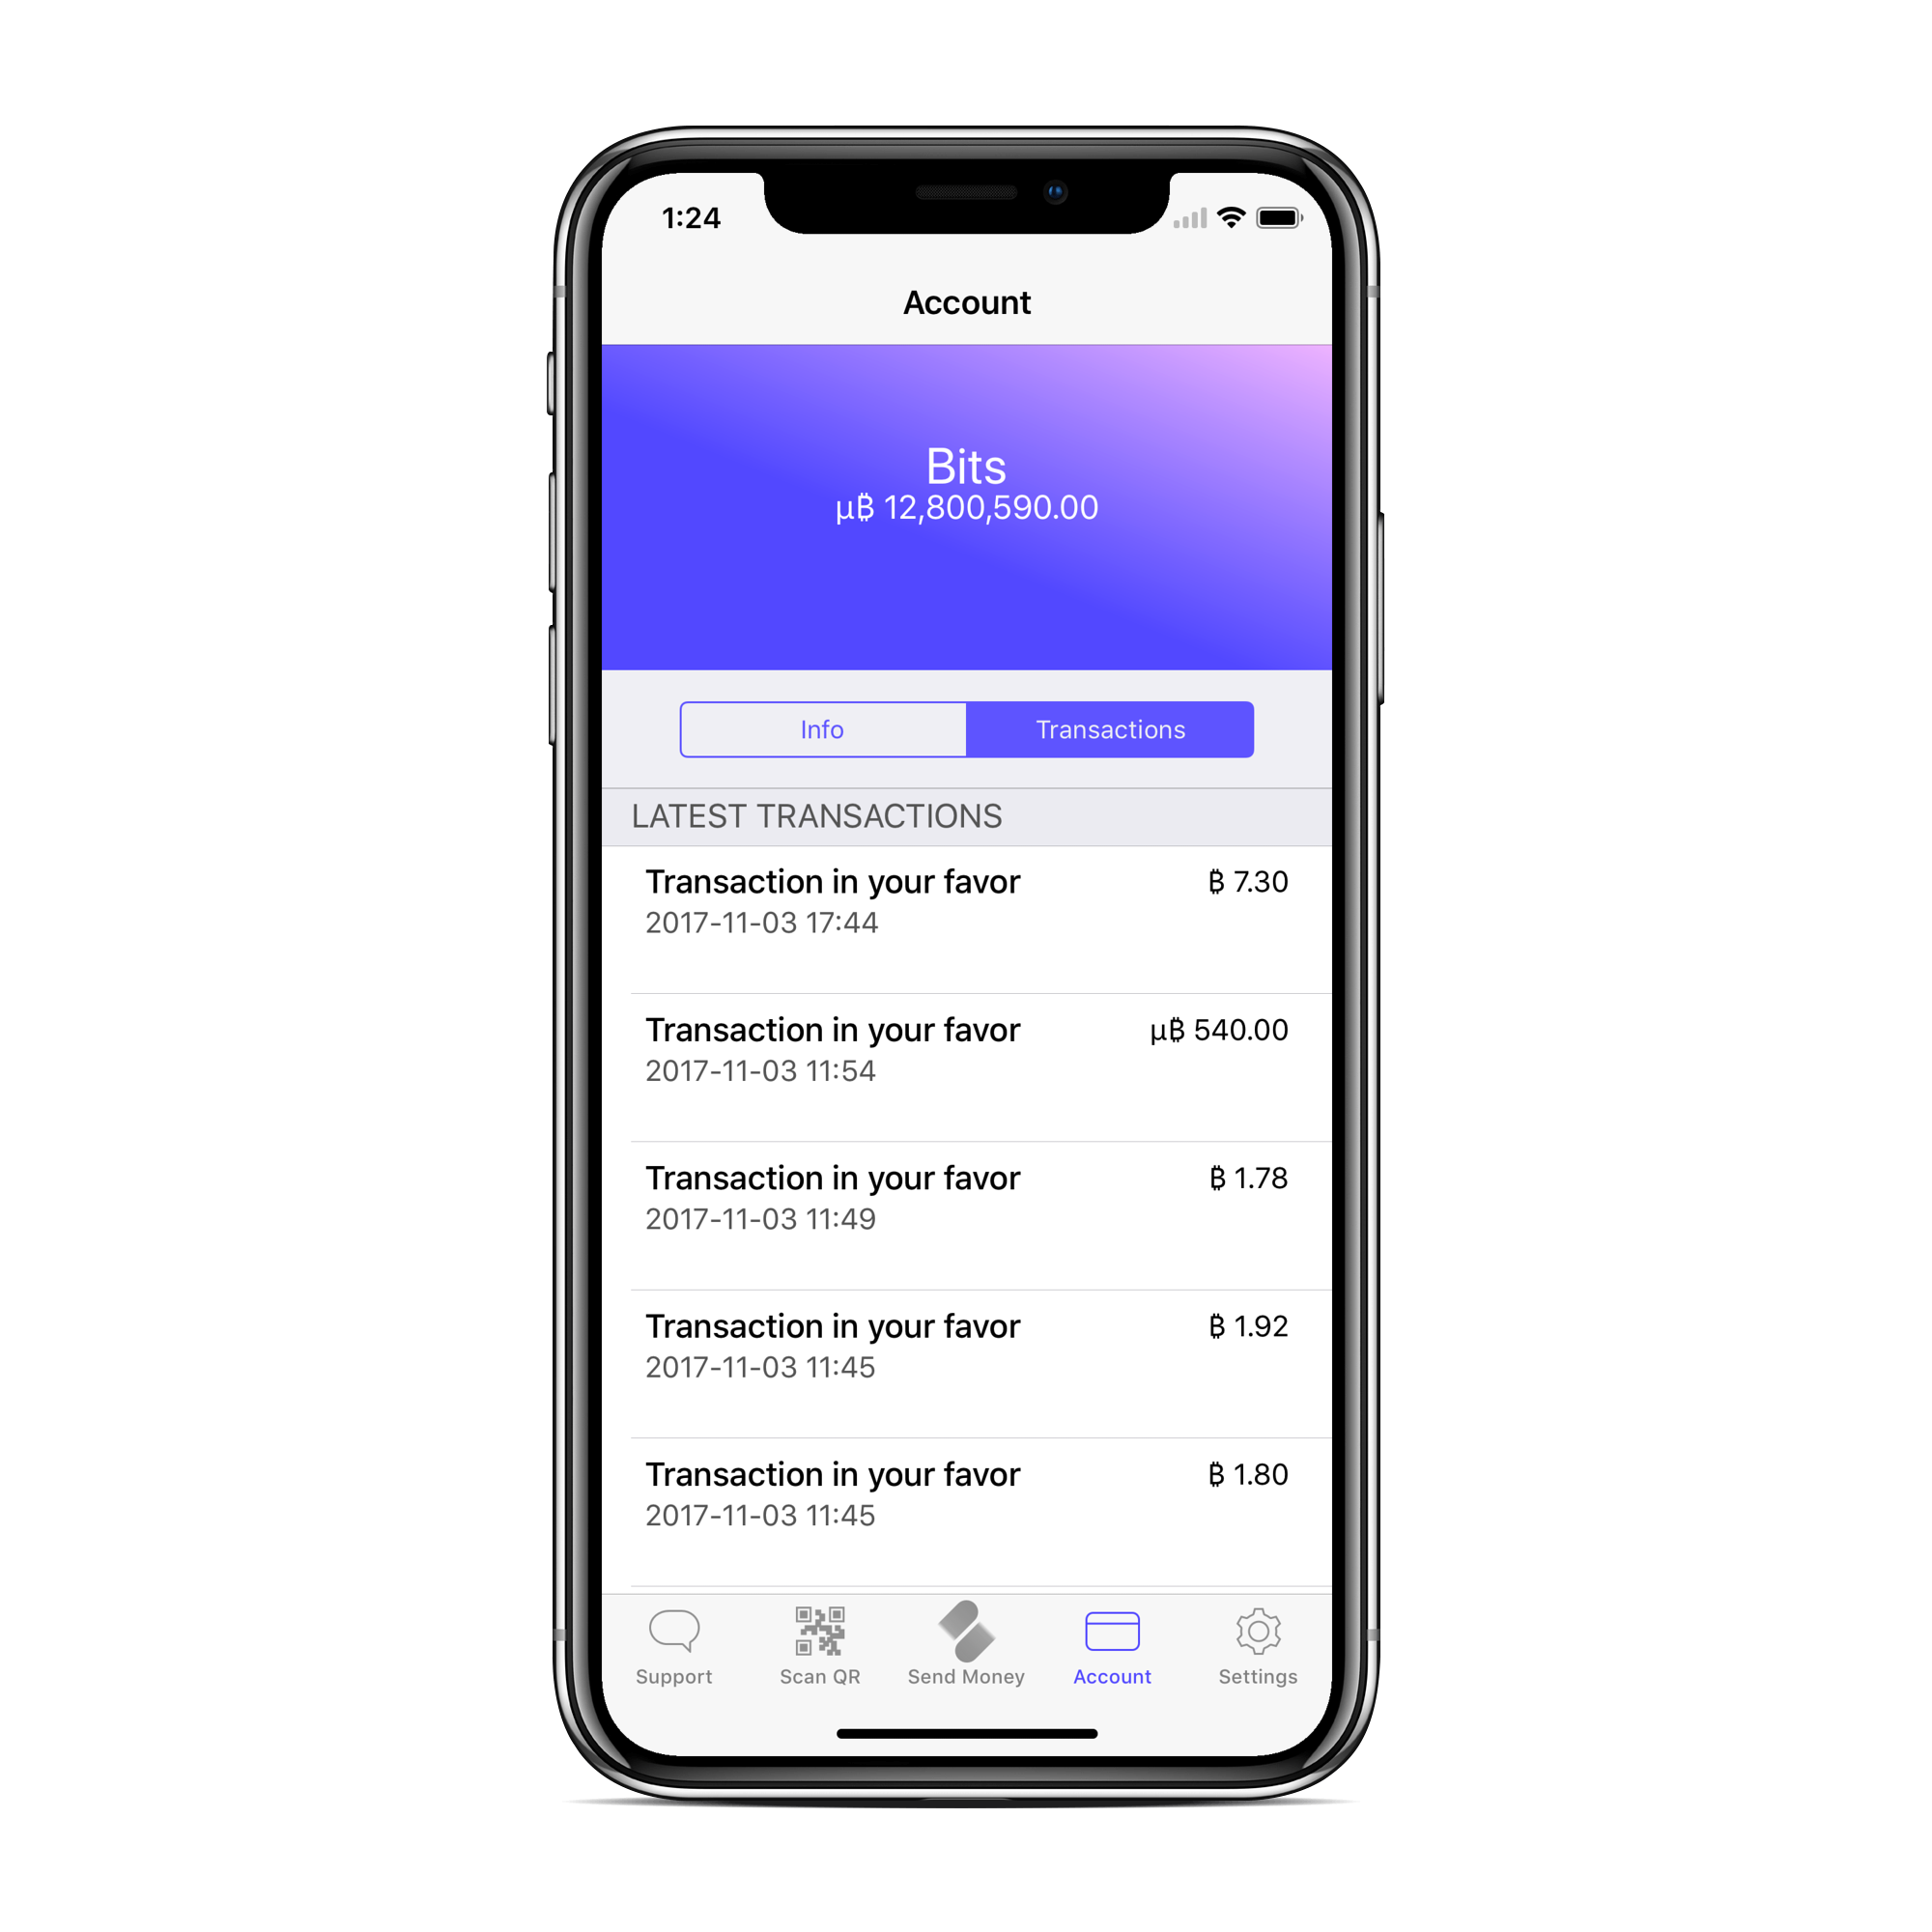 1:24
Account
Bits
µ₿ 12,800,590.00
Info
Transactions
LATEST TRANSACTIONS
Transaction in your favor
₿ 7.30
2017-11-03 17:44
Transaction in your favor
µ₿ 540.00
2017-11-03 11:54
Transaction in your favor
₿ 1.78
2017-11-03 11:49
Transaction in your favor
₿ 1.92
2017-11-03 11:45
Transaction in your favor
₿ 1.80
2017-11-03 11:45
Support
Scan QR
Send Money
Account
Settings